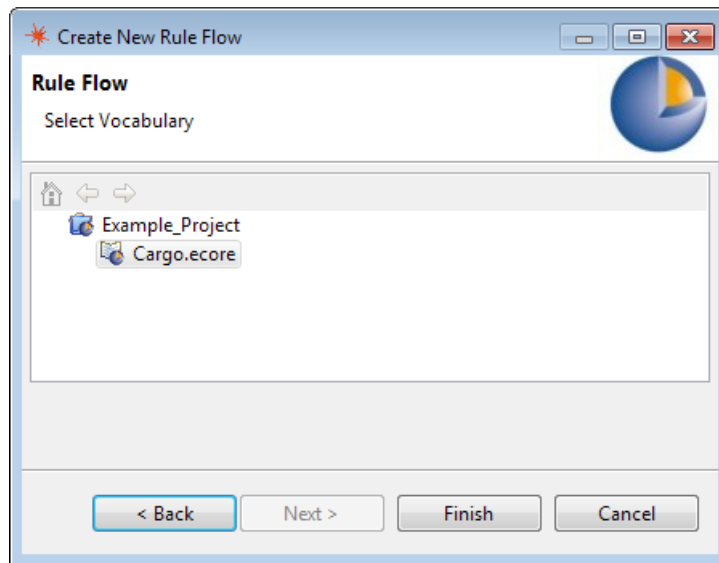 Create New Rule Flow
Rule Flow
Select Vocabulary
Example_Project
Cargo.ecore
< Back Next > Finish Cancel